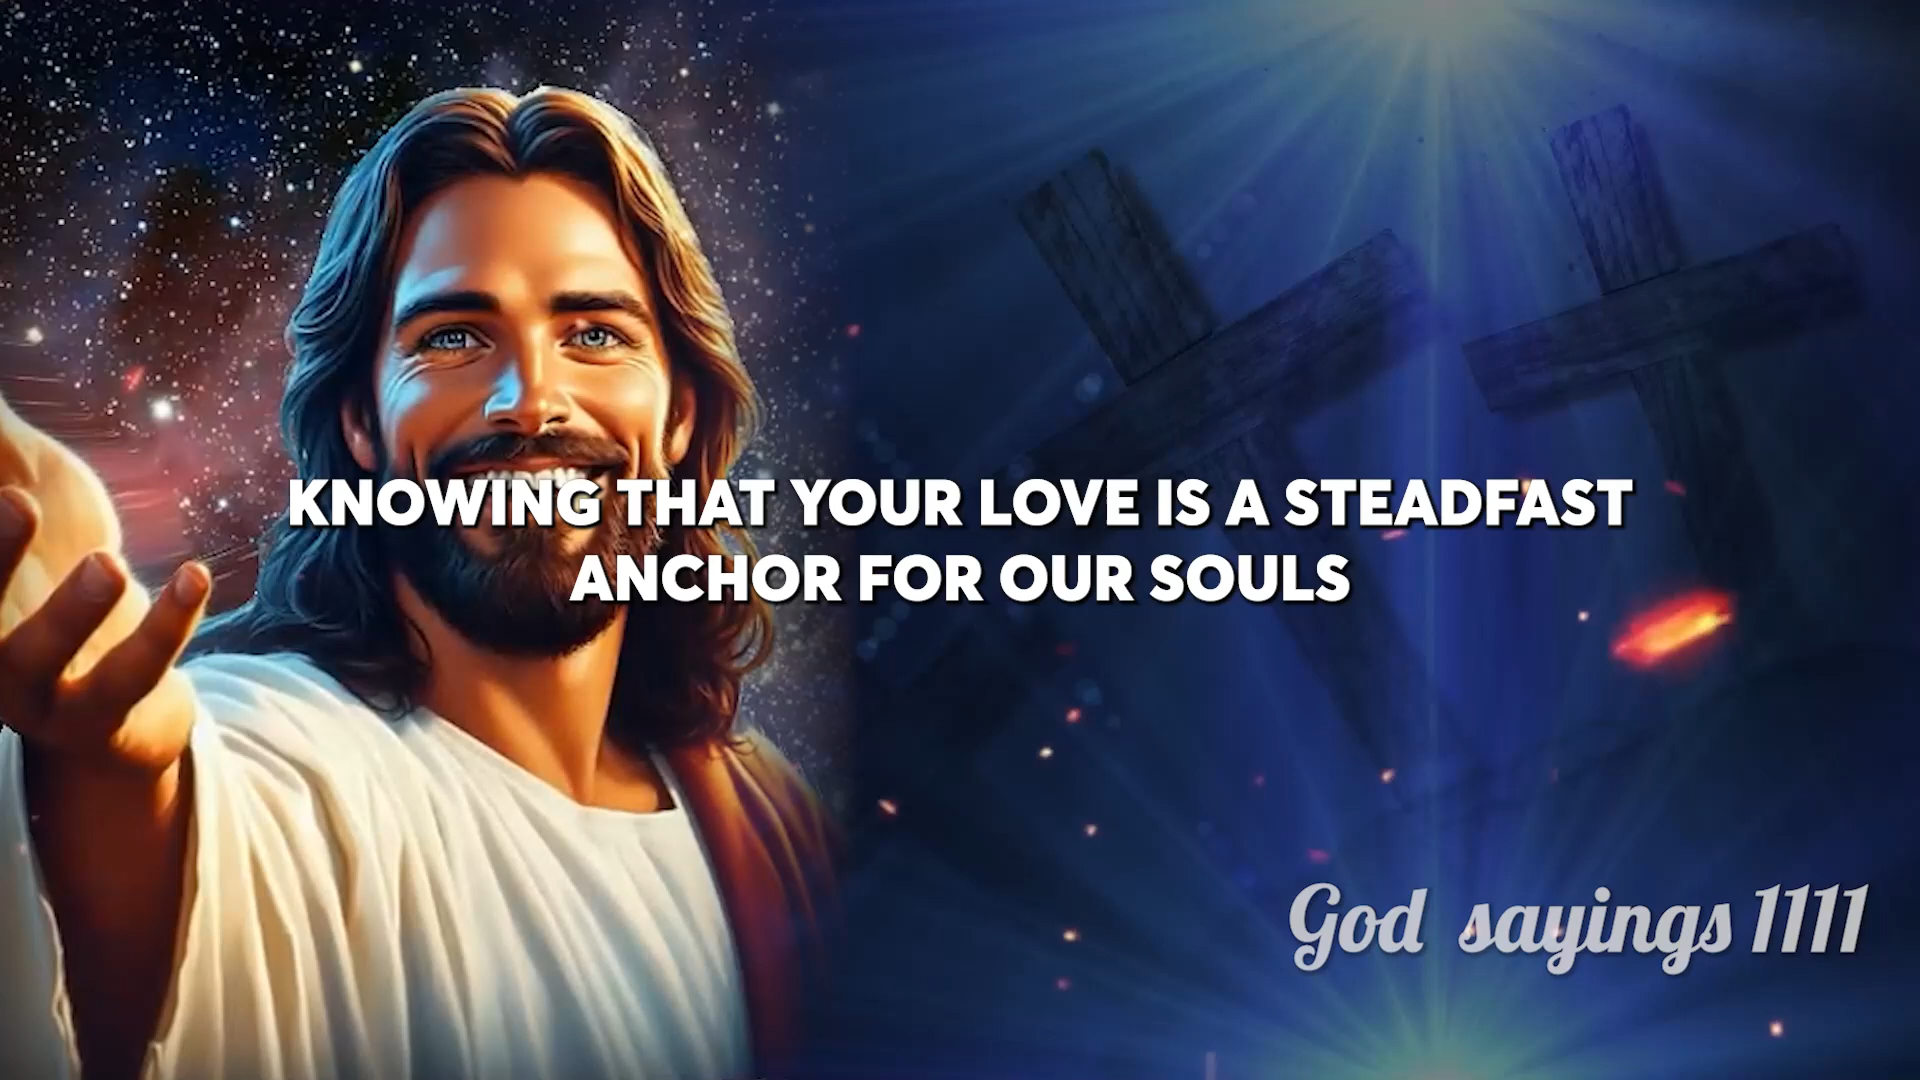 KNOWING THAT YOUR LOVE IS A STEADFAST
ANCHOR FOR OUR SOULS
God sayings 1111